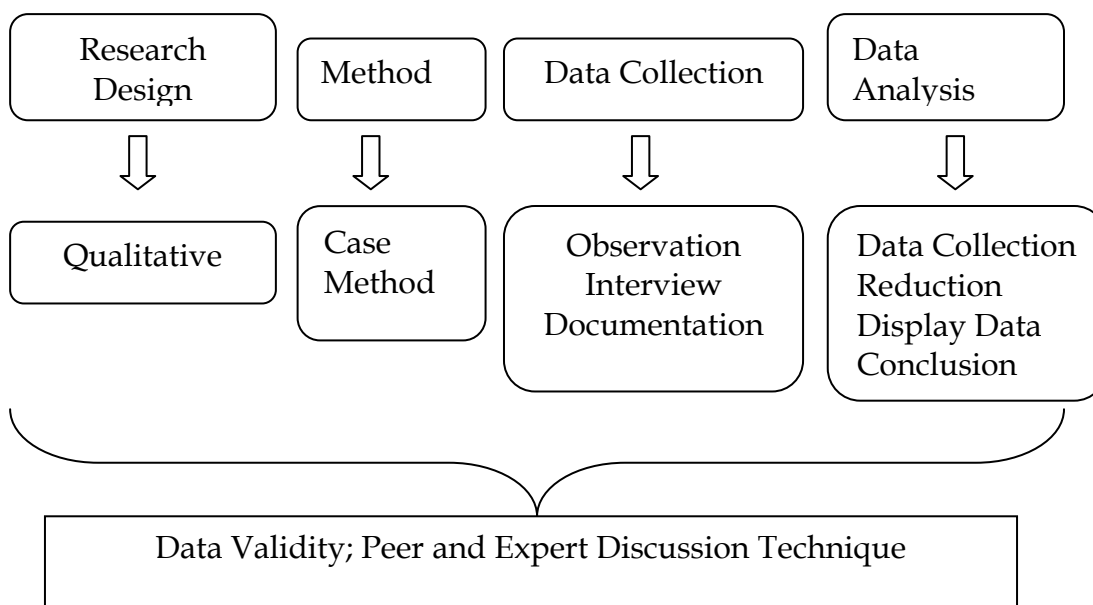 Research
Design
Method
Data Collection
Data
Analysis
Qualitative
Case
Method
Observation
Interview
Documentation
Data Collection
Reduction
Display Data
Conclusion
Data Validity; Peer and Expert Discussion Technique